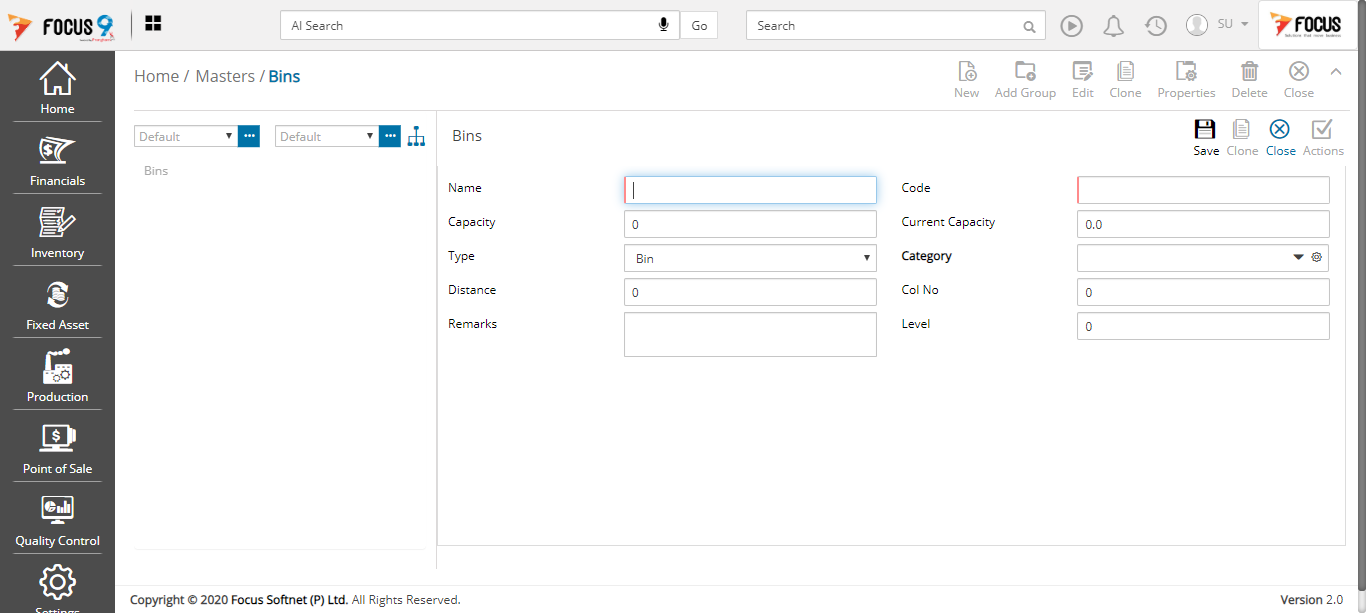 FOCUS 9
AI Search
Go
Search
SU
FOCUS
Home
Financials
Inventory
Fixed Asset
Production
Point of Sale
Quality Control
Settings
Home / Masters / Bins
New
Add Group
Edit
Clone
Properties
Delete
Close
Default
Default
Bins
Bins
Save
Clone
Close
Actions
Name
Code
Capacity
0
Current Capacity
0.0
Type
Bin
Category
Distance
0
Col No
0
Remarks
Level
0
Copyright © 2020 Focus Softnet (P) Ltd. All Rights Reserved.
Version 2.0